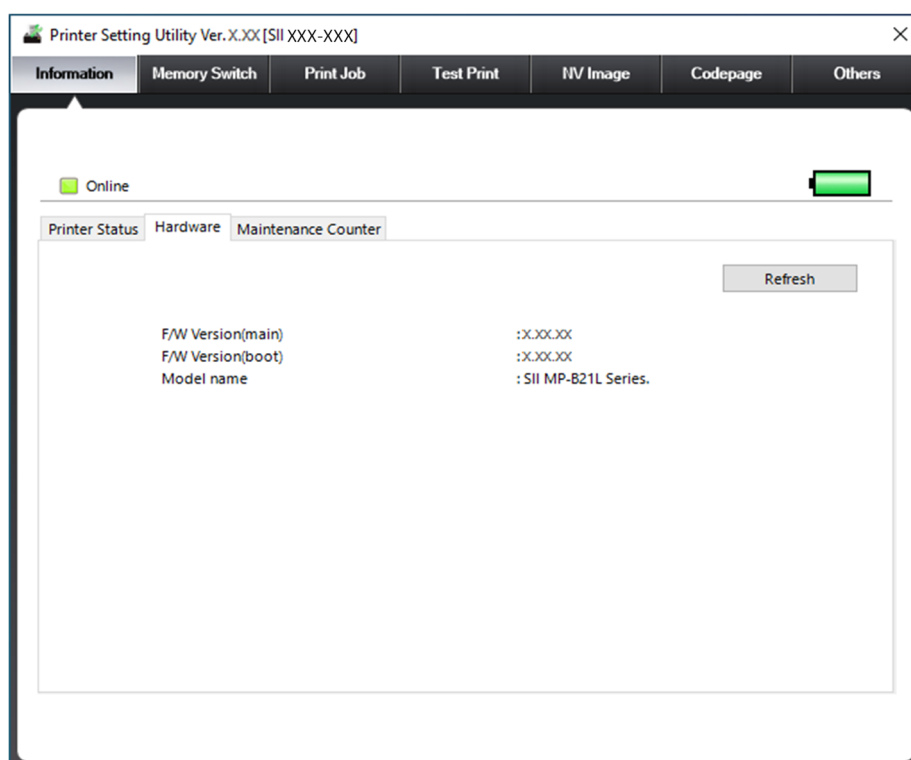 Printer Setting Utility Ver. X.XX [SII XXX-XXX]
Information Memory Switch Print Job Test Print NV Image Codepage Others
Online
Printer Status Hardware Maintenance Counter
Refresh
F/W Version(main) :X.XX.XX
F/W Version(boot) :X.XX.XX
Model name : SII MP-B21L Series.